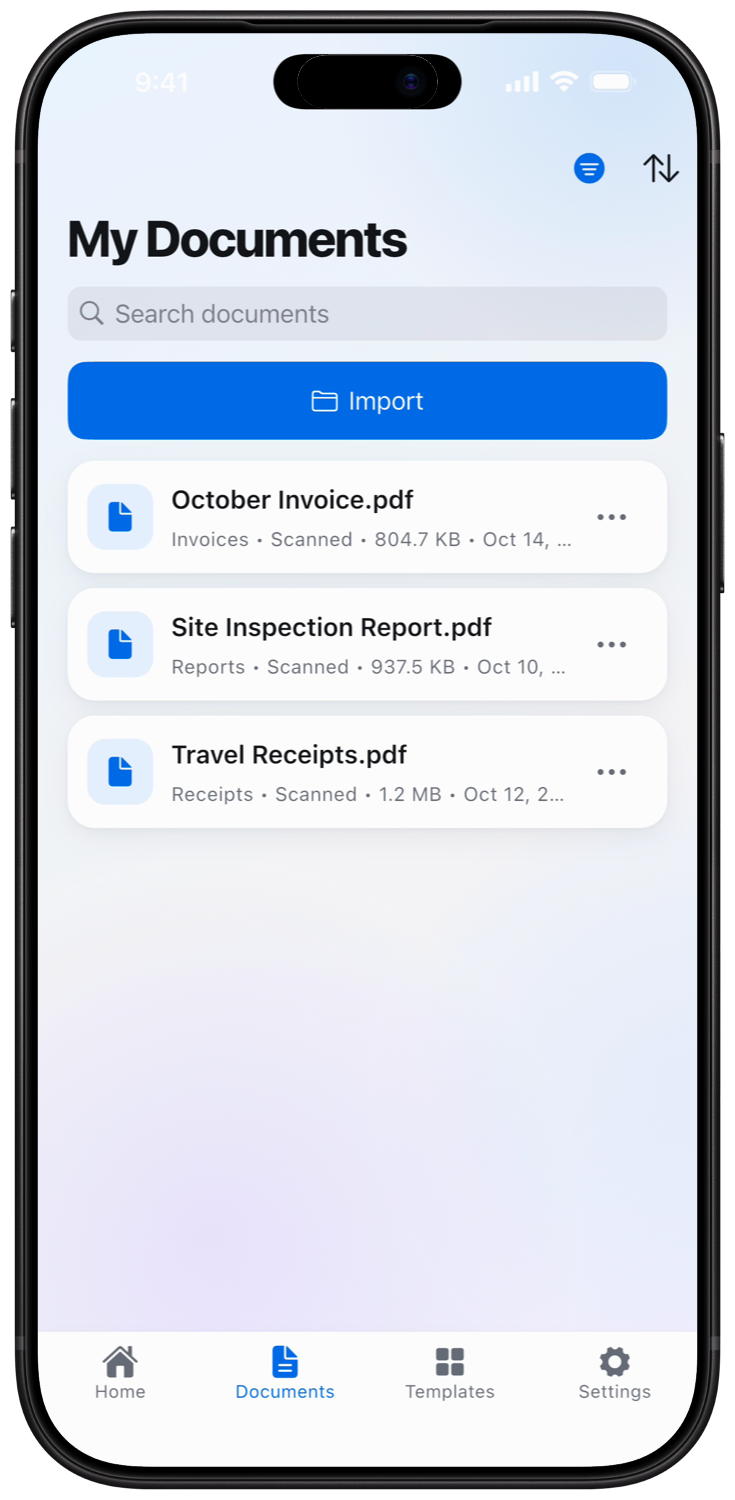 9:41
My Documents
Search documents
Import
October Invoice.pdf
Invoices • Scanned • 804.7 KB • Oct 14, ...
Site Inspection Report.pdf
Reports • Scanned • 937.5 KB • Oct 10, ...
Travel Receipts.pdf
Receipts • Scanned • 1.2 MB • Oct 12, 2...
Home Documents Templates Settings